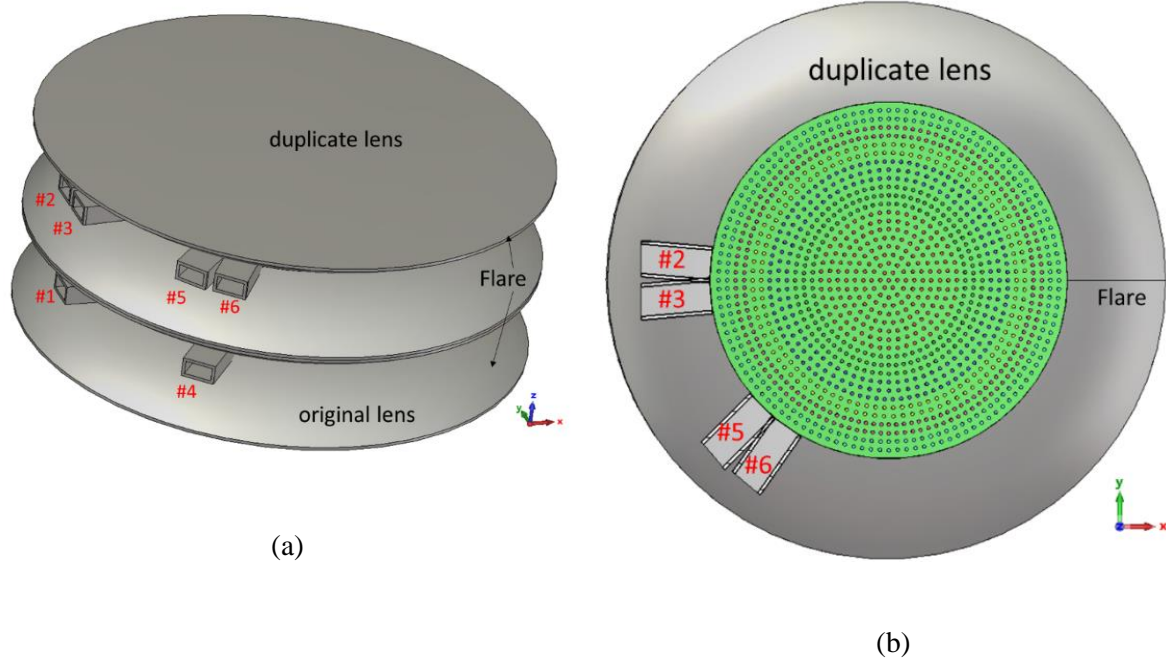 duplicate lens
#2
#3
Flare
#5
#6
#1
#4
original lens
z
y
x
(a)
duplicate lens
#2
#3
Flare
#5
#6
y
z
x
(b)